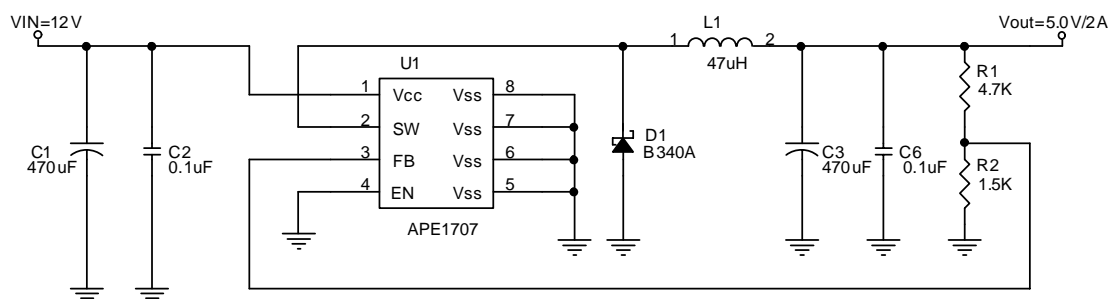 VIN=12V
Vout=5.0V/2A
L1
1 2
47uH
U1
1 Vcc Vss 8
2 SW Vss 7
3 FB Vss 6
4 EN Vss 5
APE1707
C1
470uF
C2
0.1uF
D1
B340A
C3
470uF
C6
0.1uF
R1
4.7K
R2
1.5K